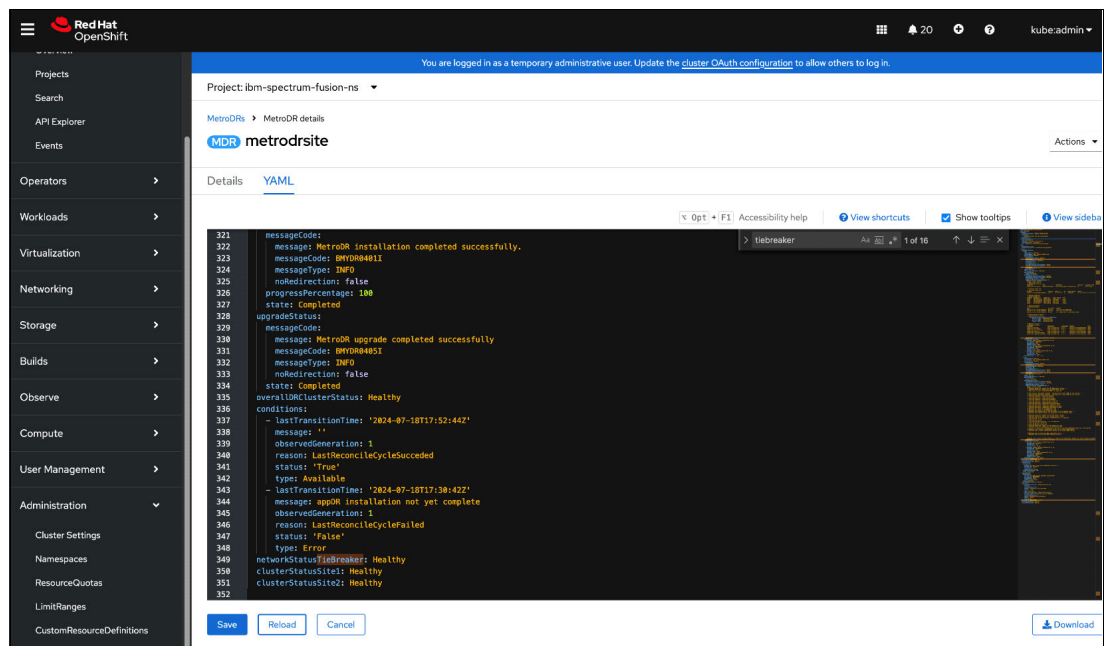 Red Hat
OpenShift
20
kube:admin
Overview
Projects
Search
API Explorer
Events
Operators
Workloads
Virtualization
Networking
Storage
Builds
Observe
Compute
User Management
Administration
Cluster Settings
Namespaces
ResourceQuotas
LimitRanges
CustomResourceDefinitions
You are logged in as a temporary administrative user. Update the cluster OAuth configuration to allow others to log in.
Project: ibm-spectrum-fusion-ns
MetroDRs > MetroDR details
MDR metrodrsite
Actions
Details YAML
⌥ Opt + F1 Accessibility help View shortcuts Show tooltips View sideba
tiebreaker Aa ab .* 1 of 16
321 messageCode:
322 message: MetroDR installation completed successfully.
323 messageCode: BMYDR0401I
324 messageType: INFO
325 noRedirection: false
326 progressPercentage: 100
327 state: Completed
328 upgradeStatus:
329 messageCode:
330 message: MetroDR upgrade completed successfully
331 messageCode: BMYDR0405I
332 messageType: INFO
333 noRedirection: false
334 state: Completed
335 overallDRClusterStatus: Healthy
336 conditions:
337 - lastTransitionTime: '2024-07-18T17:52:44Z'
338 message: ''
339 observedGeneration: 1
340 reason: LastReconcileCycleSucceded
341 status: 'True'
342 type: Available
343 - lastTransitionTime: '2024-07-18T17:30:42Z'
344 message: appDR installation not yet complete
345 observedGeneration: 1
346 reason: LastReconcileCycleFailed
347 status: 'False'
348 type: Error
349 networkStatusTieBreaker: Healthy
350 clusterStatusSite1: Healthy
351 clusterStatusSite2: Healthy
352
Save Reload Cancel Download